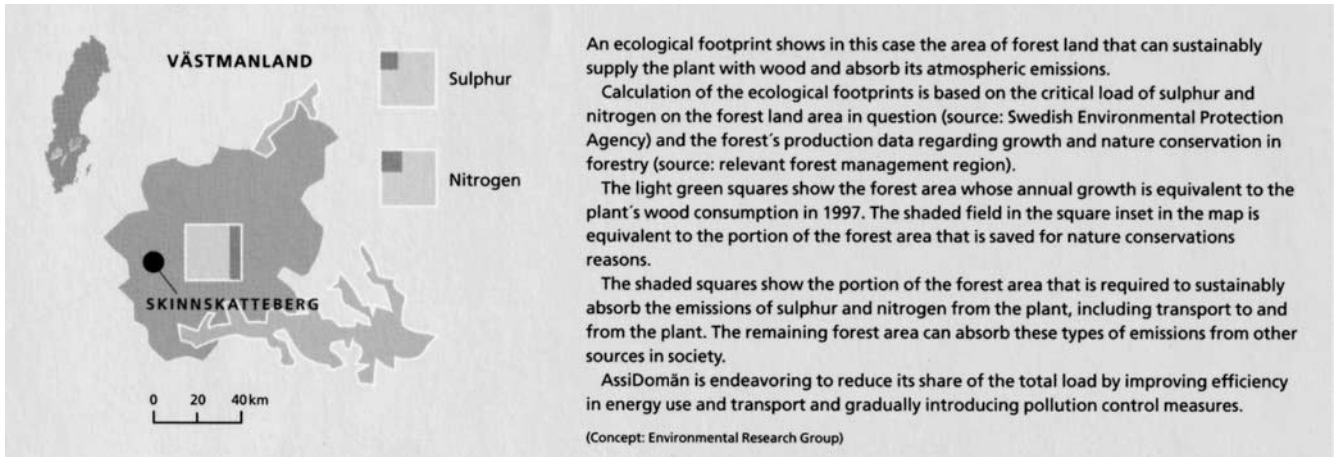 VÄSTMANLAND
Sulphur
Nitrogen
SKINNSKATTEBERG
0 20 40 km
An ecological footprint shows in this case the area of forest land that can sustainably
supply the plant with wood and absorb its atmospheric emissions.
Calculation of the ecological footprints is based on the critical load of sulphur and
nitrogen on the forest land area in question (source: Swedish Environmental Protection
Agency) and the forest´s production data regarding growth and nature conservation in
forestry (source: relevant forest management region).
The light green squares show the forest area whose annual growth is equivalent to the
plant´s wood consumption in 1997. The shaded field in the square inset in the map is
equivalent to the portion of the forest area that is saved for nature conservations
reasons.
The shaded squares show the portion of the forest area that is required to sustainably
absorb the emissions of sulphur and nitrogen from the plant, including transport to and
from the plant. The remaining forest area can absorb these types of emissions from other
sources in society.
AssiDomän is endeavoring to reduce its share of the total load by improving efficiency
in energy use and transport and gradually introducing pollution control measures.
(Concept: Environmental Research Group)